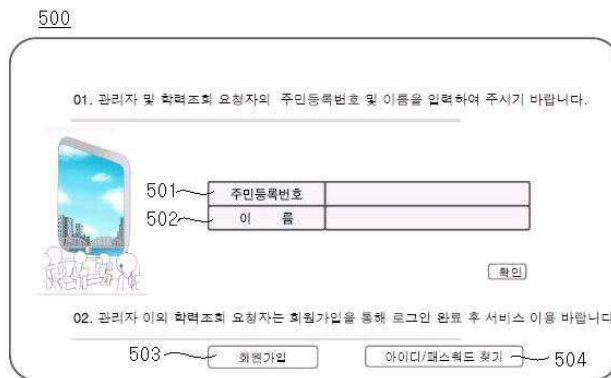 500
01. 관리자 및 학력조회 요청자의 주민등록번호 및 이름을 입력하여 주시기 바랍니다.
501 주민등록번호
502 이 름
확인
02. 관리자 이외의 학력조회 요청자는 회원가입을 통해 로그인 완료 후 서비스 이용 바랍니다
503 회원가입 아이디/패스워드 찾기 504